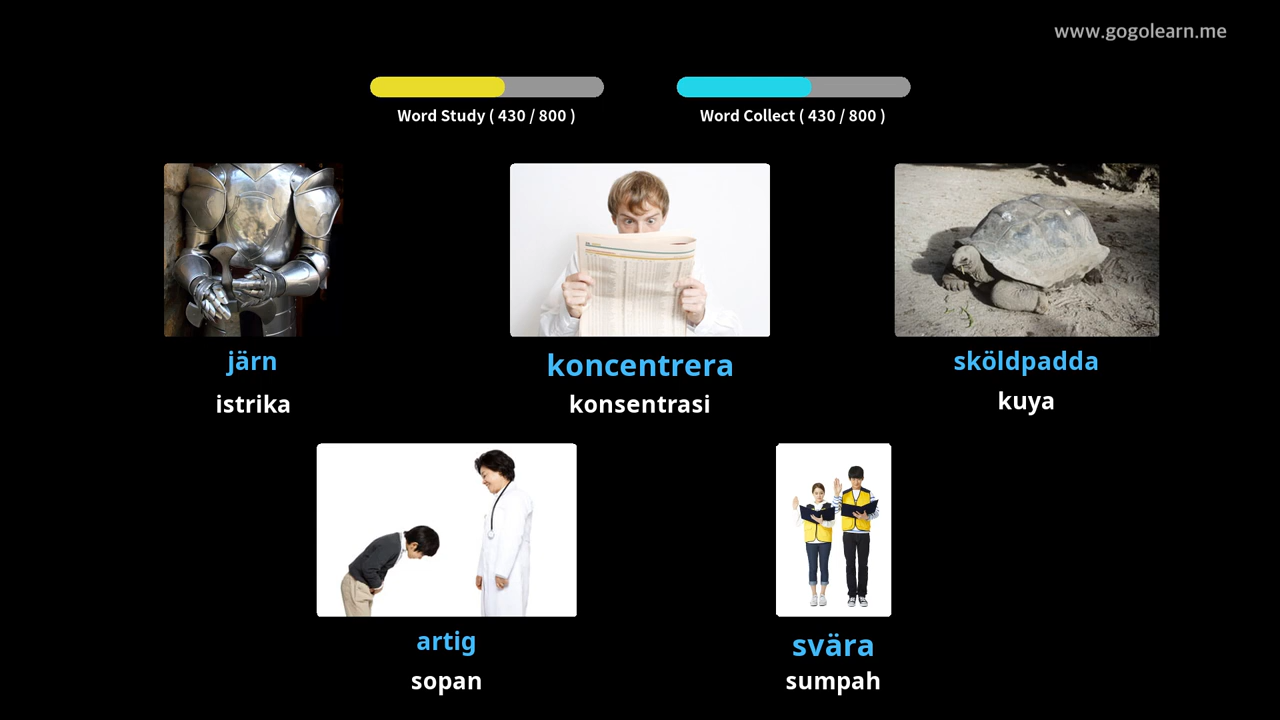 www.gogolearn.me
Word Study ( 430 / 800 )
Word Collect ( 430 / 800 )
järn
istrika
koncentrera
konsentrasi
sköldpadda
kuya
artig
sopan
svära
sumpah